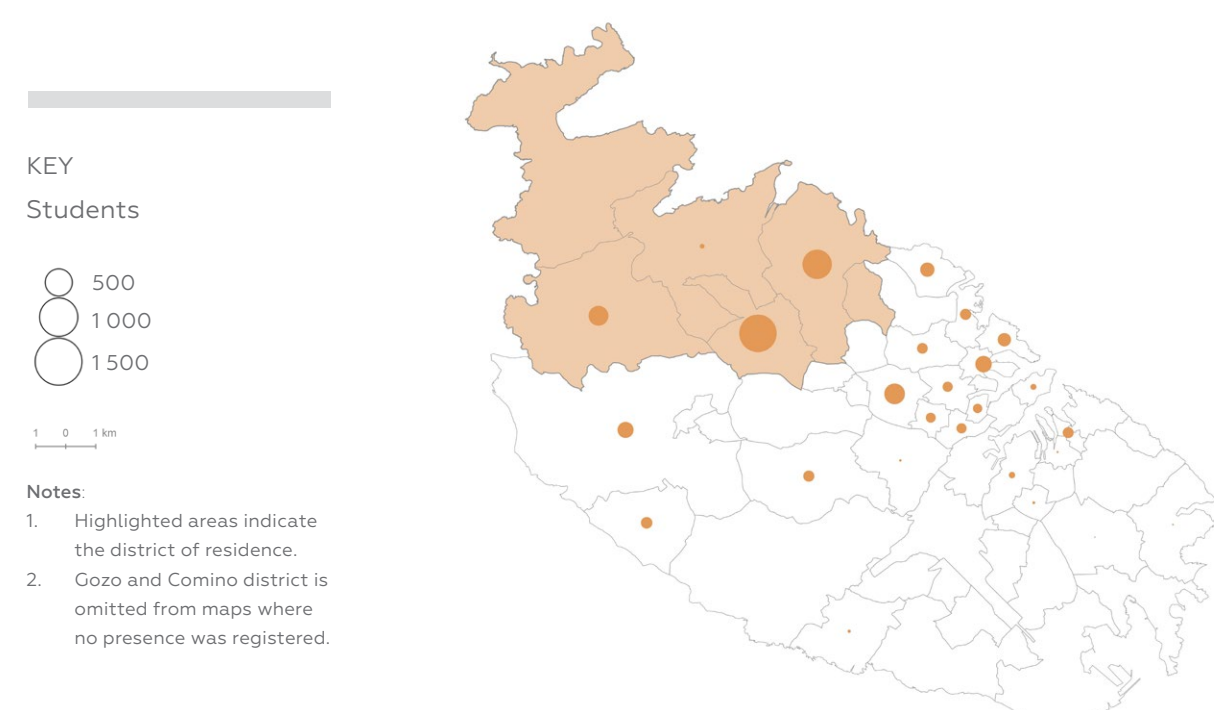 KEY
Students
500
1 000
1 500
1 0 1 km
Notes:
1. Highlighted areas indicate
the district of residence.
2. Gozo and Comino district is
omitted from maps where
no presence was registered.